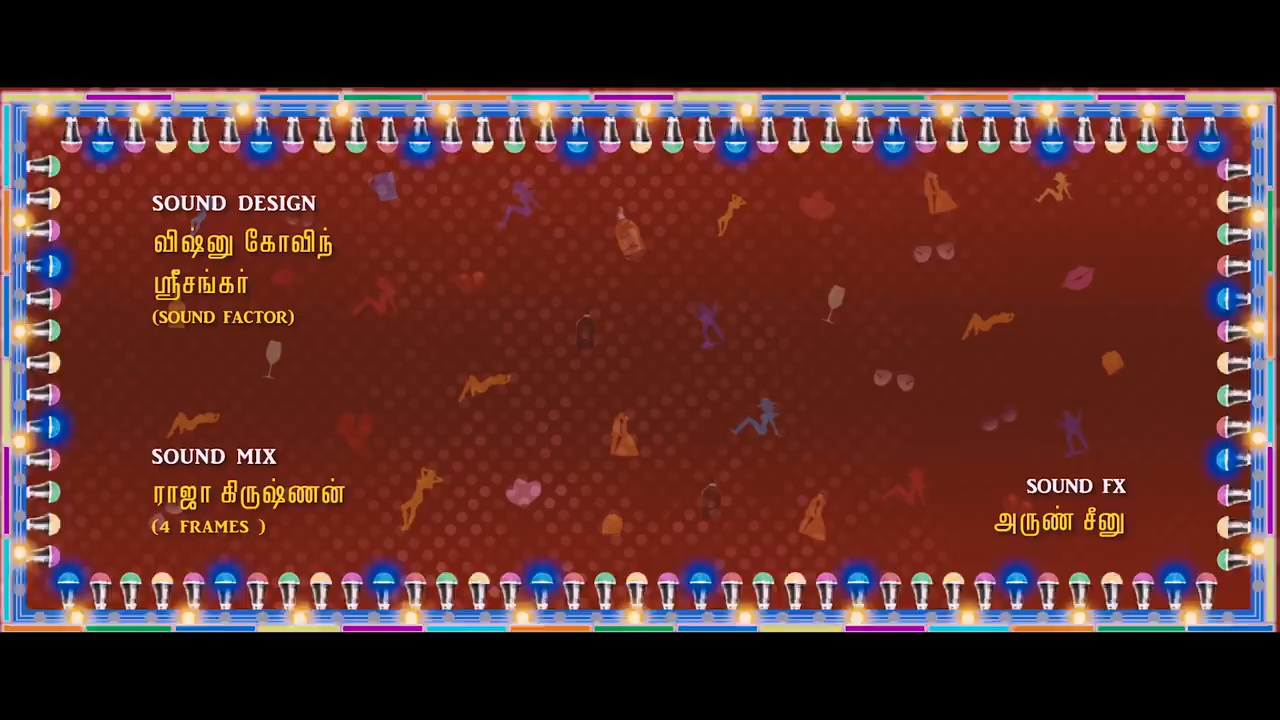 SOUND DESIGN
விஷ்னு கோவிந்
ஸ்ரீசங்கர்
(SOUND FACTOR)
SOUND MIX
ராஜா கிருஷ்ணன்
(4 FRAMES )
SOUND FX
அருண் சீனு